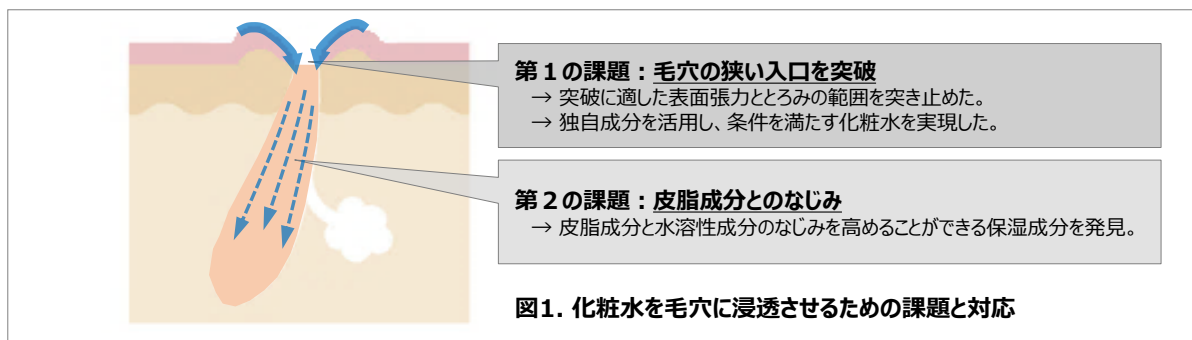 第１の課題：毛穴の狭い入口を突破
→ 突破に適した表面張力ととろみの範囲を突き止めた。
→ 独自成分を活用し、条件を満たす化粧水を実現した。
第２の課題：皮脂成分とのなじみ
→ 皮脂成分と水溶性成分のなじみを高めることができる保湿成分を発見。
図1. 化粧水を毛穴に浸透させるための課題と対応